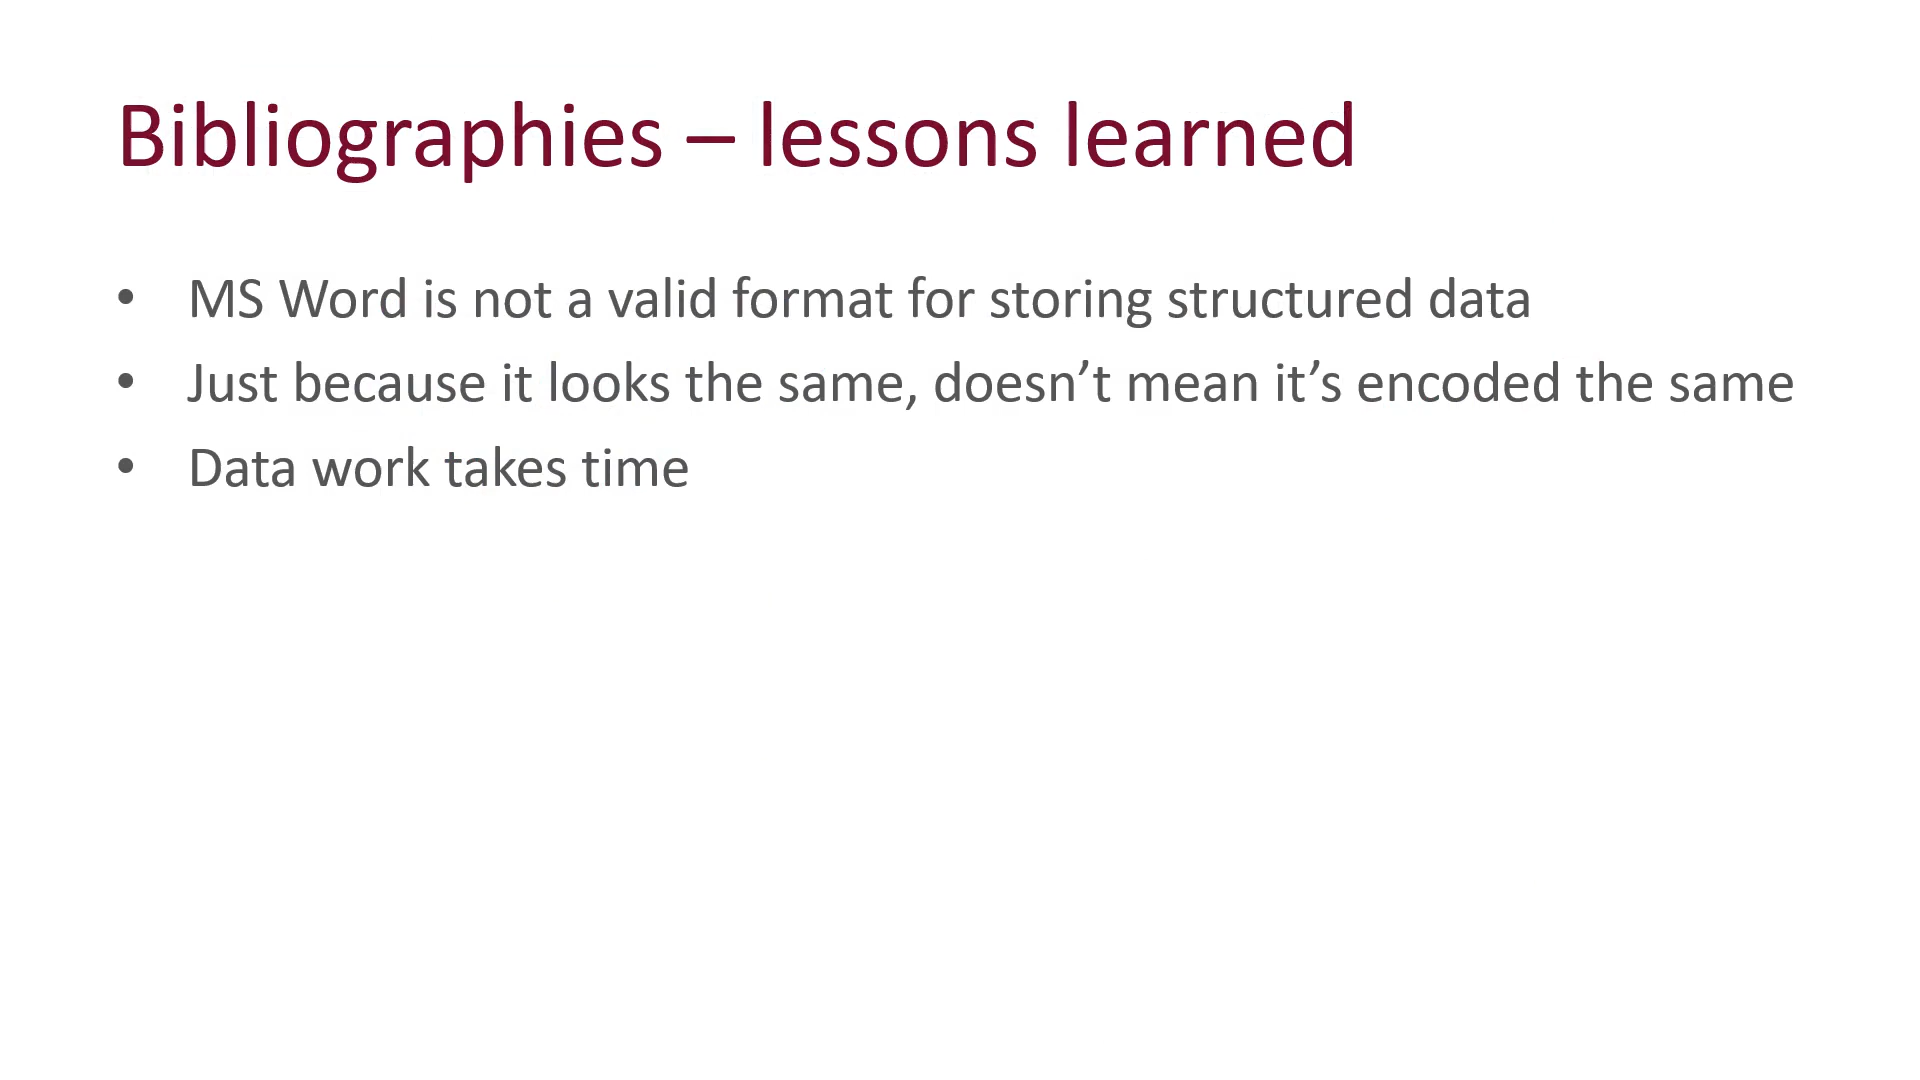 Bibliographies – lessons learned
• MS Word is not a valid format for storing structured data
• Just because it looks the same, doesn’t mean it’s encoded the same
• Data work takes time